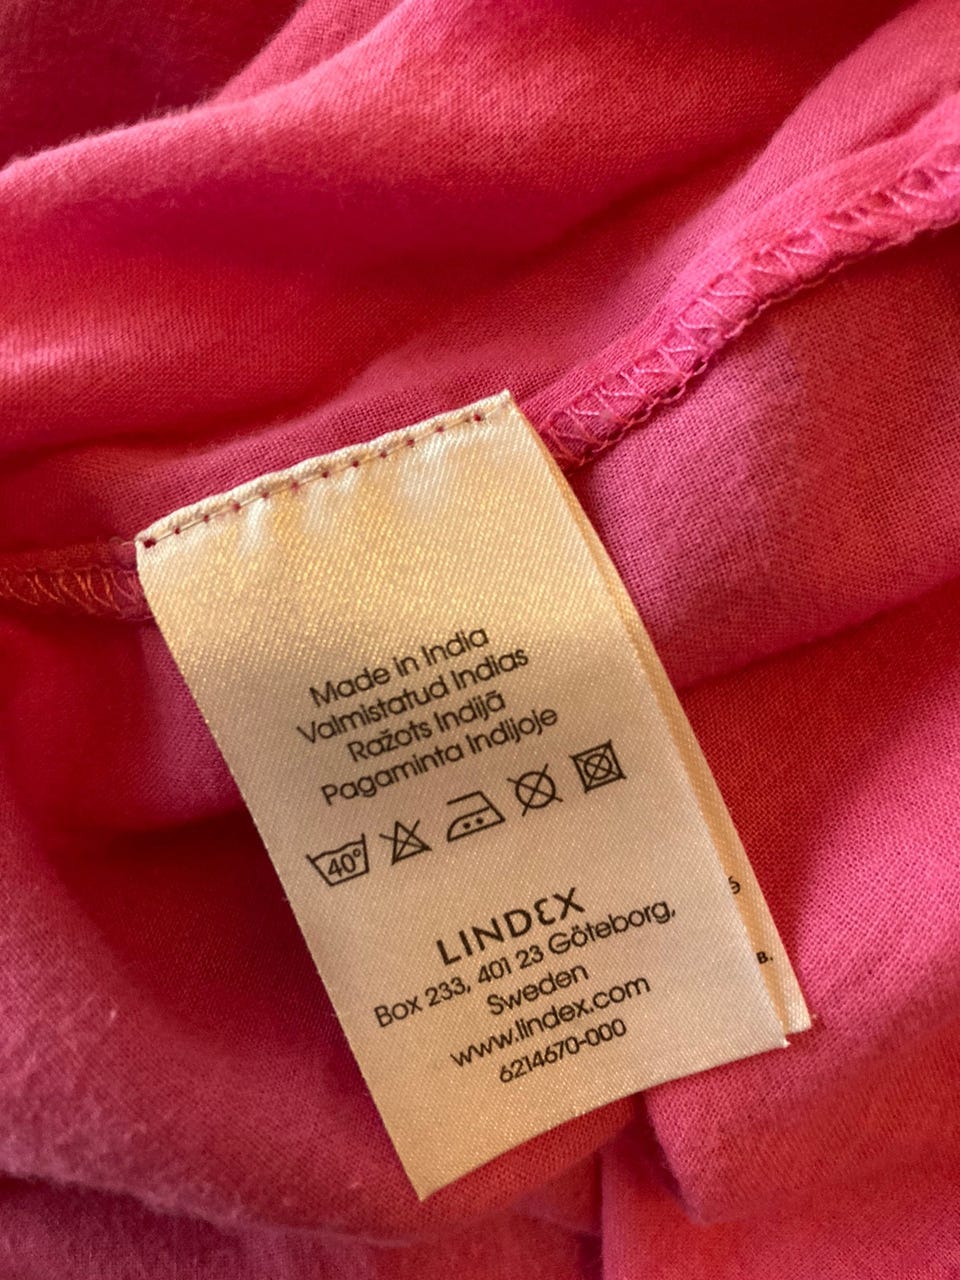 Made in India
Valmistatud Indias
Ražots Indijā
Pagaminta Indijoje
40°
LINDEX
Box 233, 401 23 Göteborg,
Sweden
www.lindex.com
6214670-000
B.